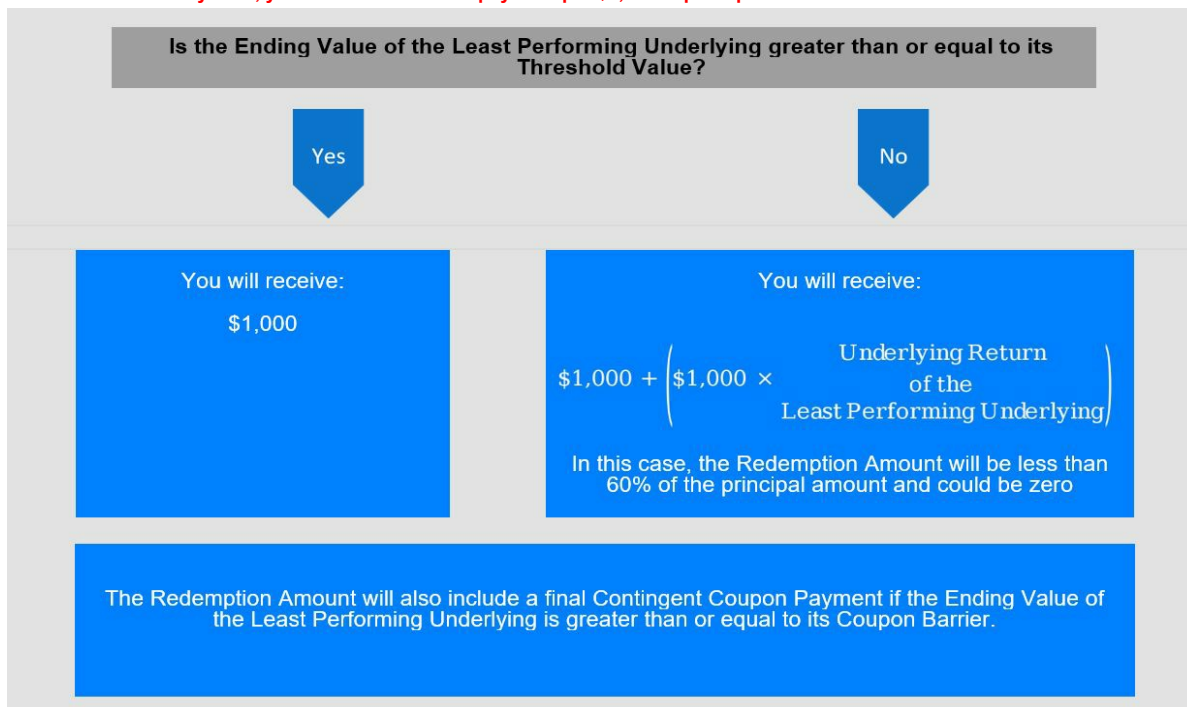 Is the Ending Value of the Least Performing Underlying greater than or equal to its
Threshold Value?
Yes
No
You will receive:
$1,000
You will receive:
$1,000 + ($1,000 × Underlying Return
of the
Least Performing Underlying)
In this case, the Redemption Amount will be less than
60% of the principal amount and could be zero
The Redemption Amount will also include a final Contingent Coupon Payment if the Ending Value of
the Least Performing Underlying is greater than or equal to its Coupon Barrier.